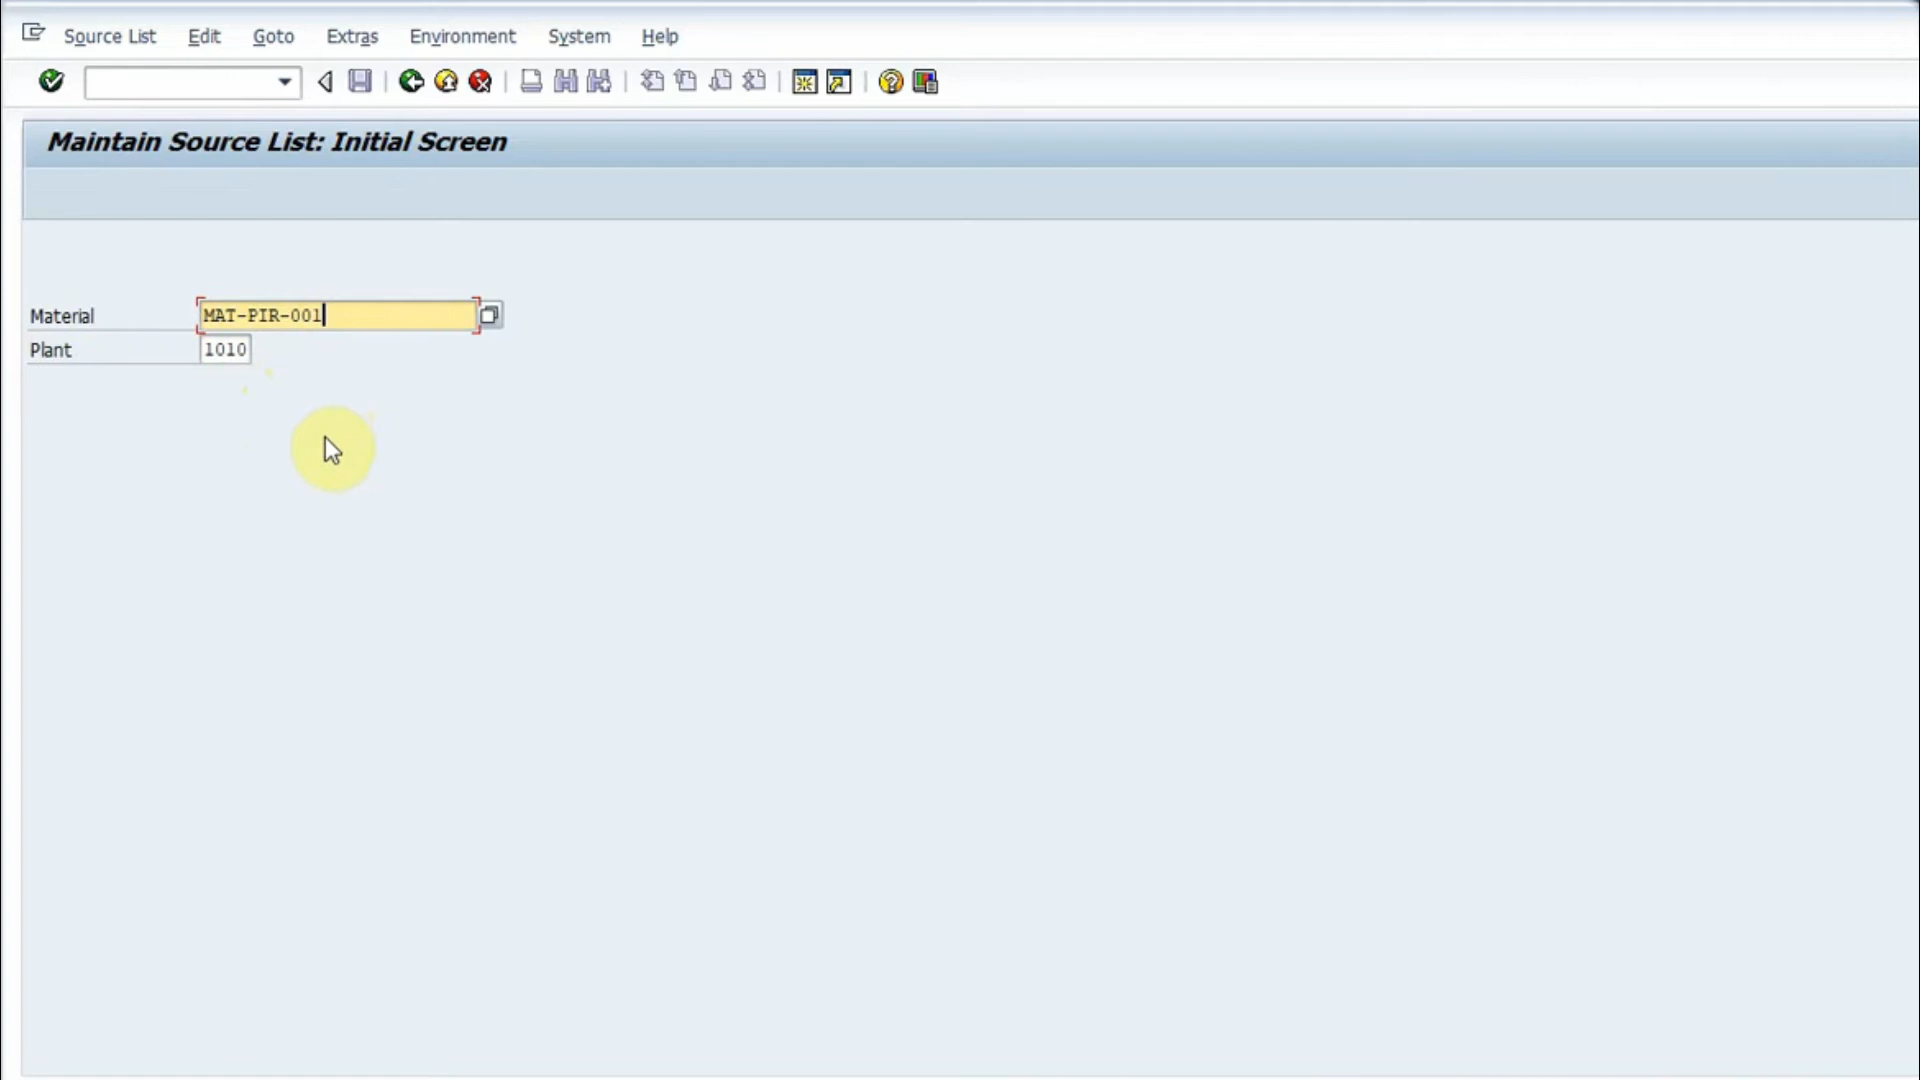 Source List Edit Goto Extras Environment System Help
Maintain Source List: Initial Screen
Material MAT-PIR-001
Plant 1010